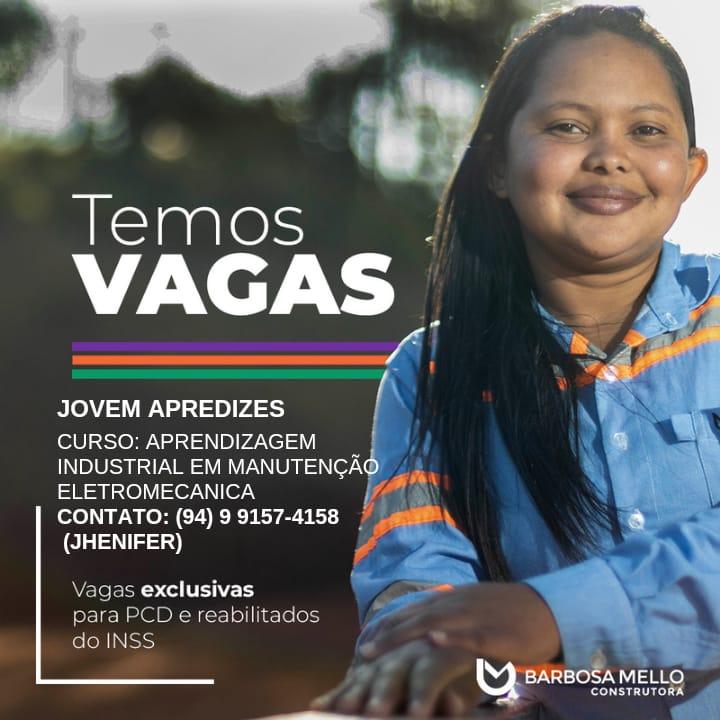 Temos
VAGAS
JOVEM APREDIZES
CURSO: APRENDIZAGEM
INDUSTRIAL EM MANUTENÇÃO
ELETROMECANICA
CONTATO: (94) 9 9157-4158
(JHENIFER)
Vagas exclusivas
para PCD e reabilitados
do INSS
BARBOSA MELLO
CONSTRUTORA